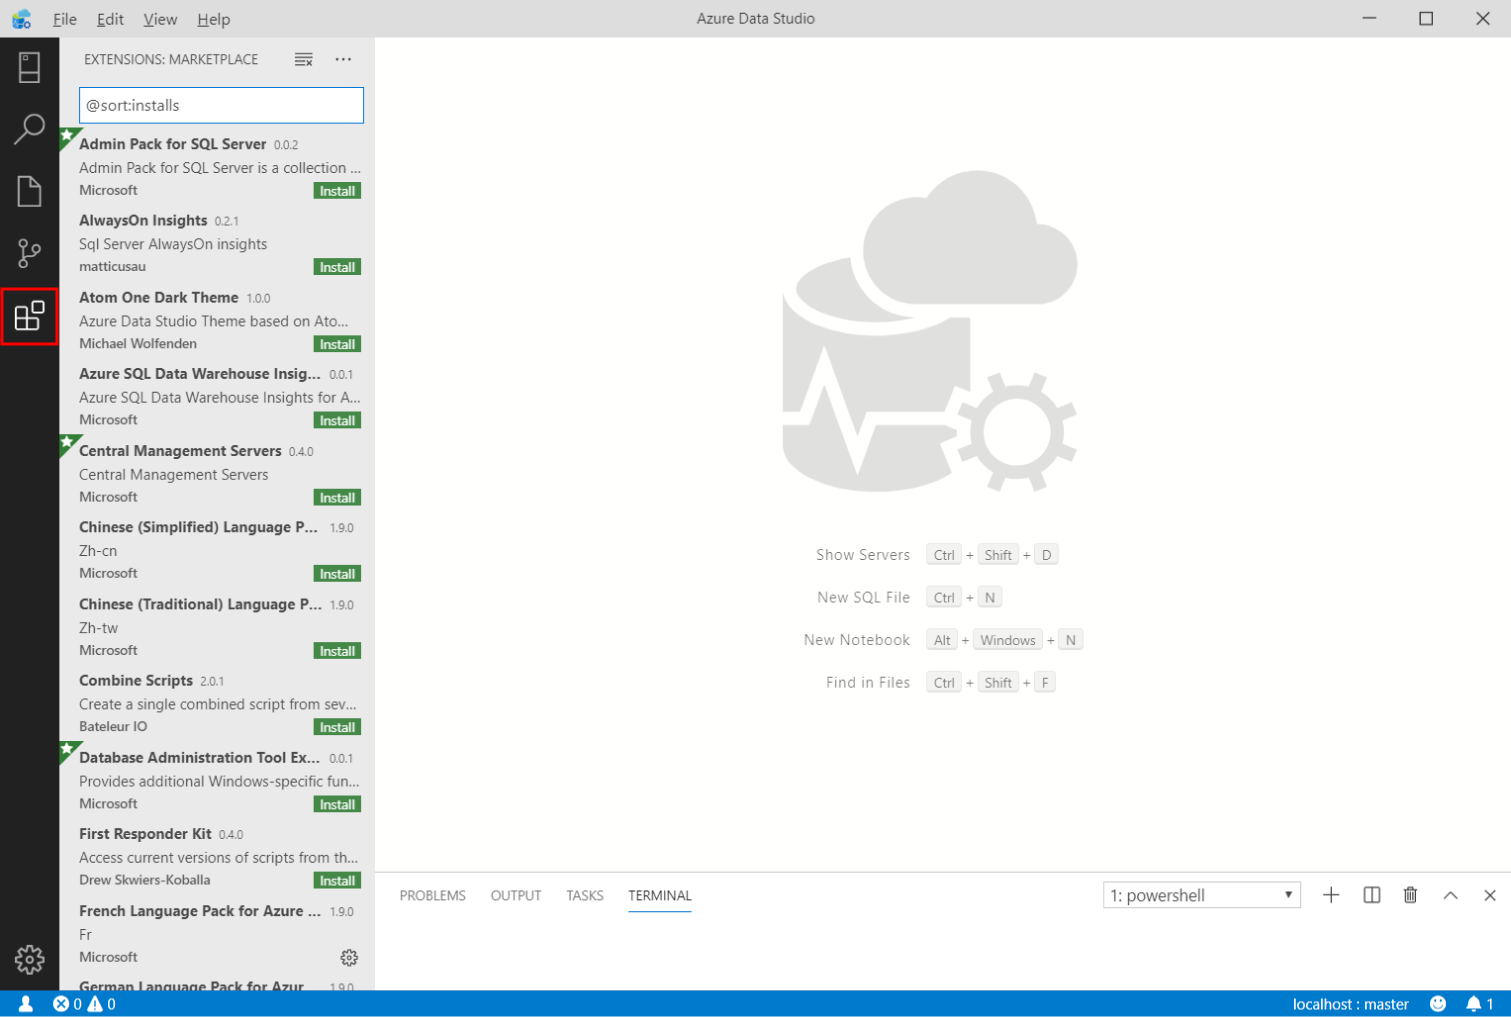 File Edit View Help
Azure Data Studio
EXTENSIONS: MARKETPLACE
@sort:installs
Admin Pack for SQL Server 0.0.2
Admin Pack for SQL Server is a collection ...
Microsoft Install
AlwaysOn Insights 0.2.1
Sql Server AlwaysOn insights
matticusau Install
Atom One Dark Theme 1.0.0
Azure Data Studio Theme based on Ato...
Michael Wolfenden Install
Azure SQL Data Warehouse Insig... 0.0.1
Azure SQL Data Warehouse Insights for A...
Microsoft Install
Central Management Servers 0.4.0
Central Management Servers
Microsoft Install
Chinese (Simplified) Language P... 1.9.0
Zh-cn
Microsoft Install
Chinese (Traditional) Language P... 1.9.0
Zh-tw
Microsoft Install
Combine Scripts 2.0.1
Create a single combined script from sev...
Bateleur IO Install
Database Administration Tool Ex... 0.0.1
Provides additional Windows-specific fun...
Microsoft Install
First Responder Kit 0.4.0
Access current versions of scripts from th...
Drew Skwiers-Koballa Install
French Language Pack for Azure ... 1.9.0
Fr
Microsoft
German Language Pack for Azur 1.9.0
Show Servers Ctrl + Shift + D
New SQL File Ctrl + N
New Notebook Alt + Windows + N
Find in Files Ctrl + Shift + F
PROBLEMS OUTPUT TASKS TERMINAL
1: powershell
0 0
localhost : master
1